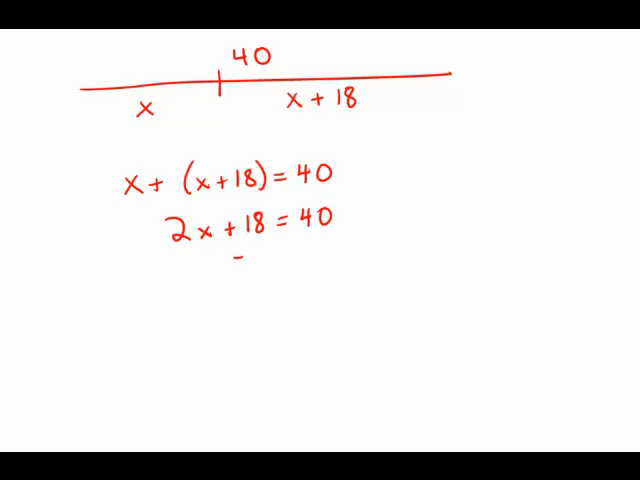 40
x x + 18
x + (x + 18) = 40
2x + 18 = 40
-